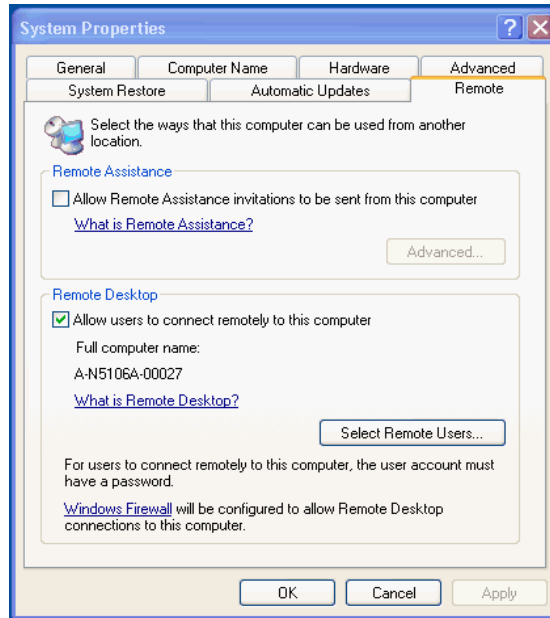 System Properties
General Computer Name Hardware Advanced
System Restore Automatic Updates Remote
Select the ways that this computer can be used from another
location.
Remote Assistance
Allow Remote Assistance invitations to be sent from this computer
What is Remote Assistance?
Advanced...
Remote Desktop
Allow users to connect remotely to this computer
Full computer name:
A-N5106A-00027
What is Remote Desktop?
Select Remote Users...
For users to connect remotely to this computer, the user account must
have a password.
Windows Firewall will be configured to allow Remote Desktop
connections to this computer.
OK Cancel Apply